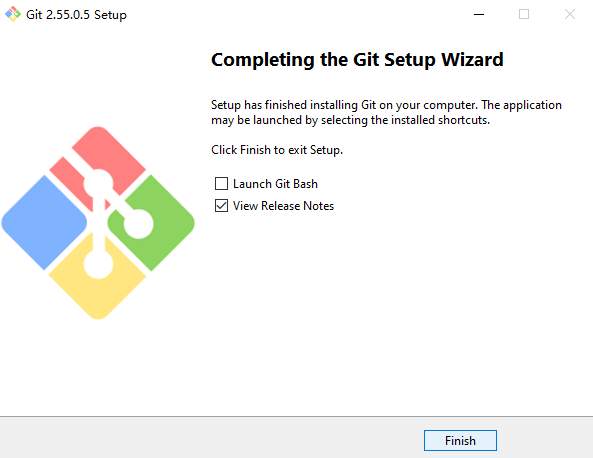 Git 2.55.0.5 Setup
Completing the Git Setup Wizard
Setup has finished installing Git on your computer. The application
may be launched by selecting the installed shortcuts.
Click Finish to exit Setup.
Launch Git Bash
View Release Notes
Finish